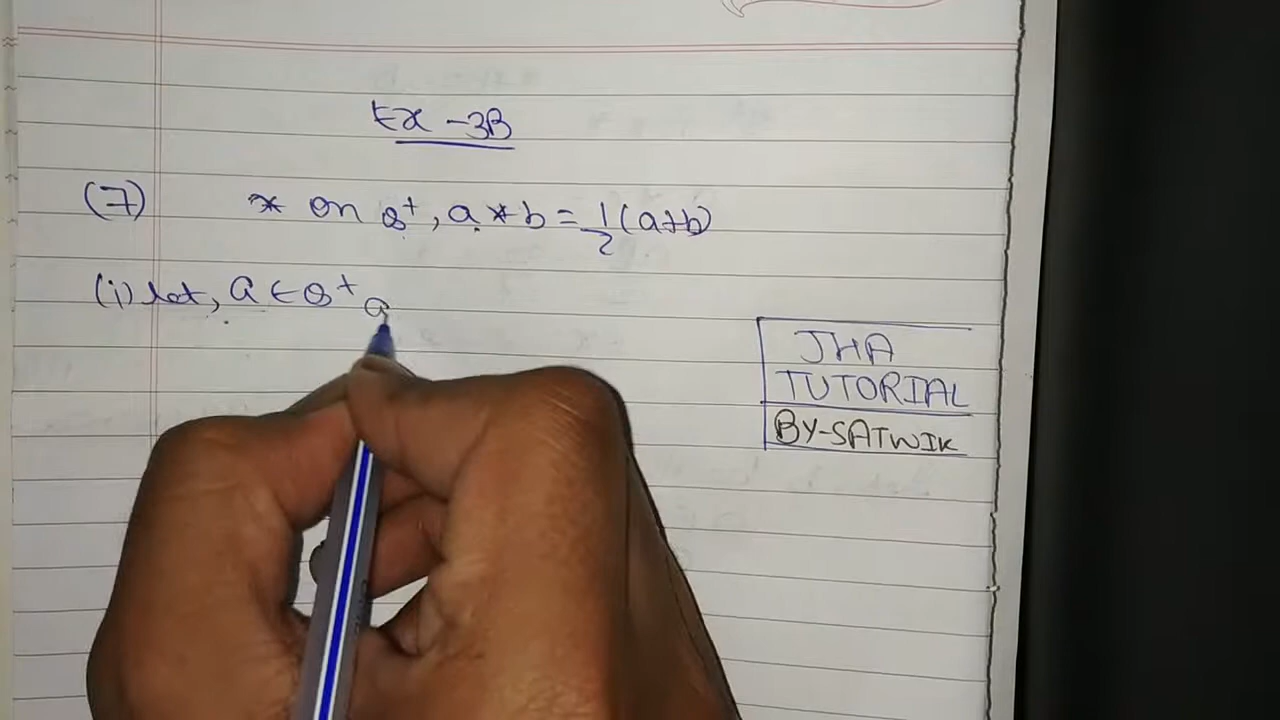 Ex - 3B
(7) * on Q⁺, a * b = 1/2 (a+b)
(i) let, a ∈ Q⁺ a
JHA
TUTORIAL
BY-SATWIK